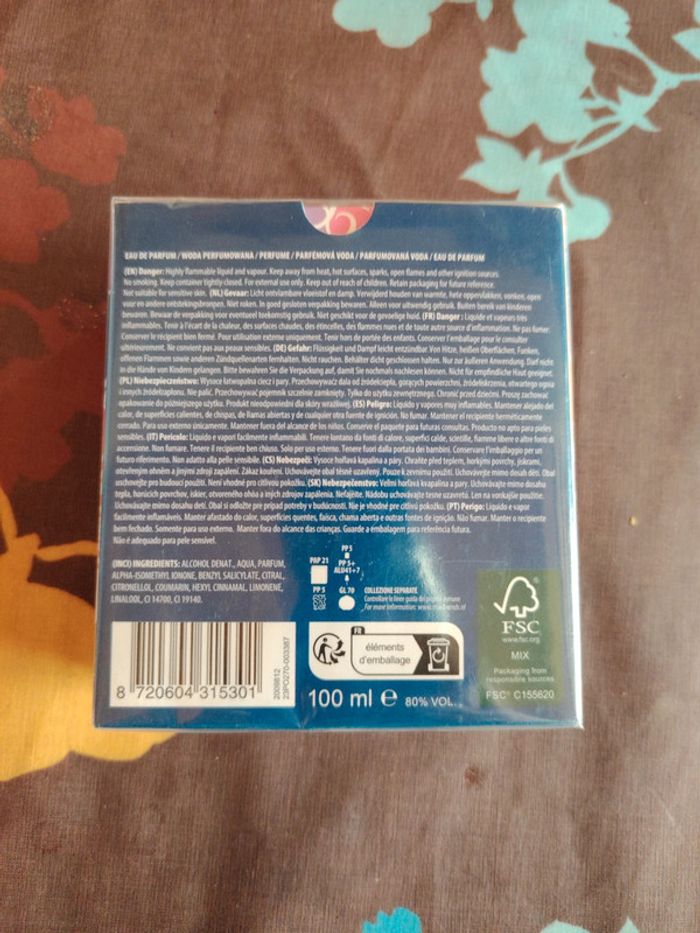 EAU DE PARFUM / WODA PERFUMOWANA / PERFUME / PARFÉMOVÁ VODA / PARFUMOVANÁ VODA / EAU DE PARFUM
(EN) Danger: Highly flammable liquid and vapour. Keep away from heat, hot surfaces, sparks, open flames and other ignition sources.
No smoking. Keep container tightly closed. For external use only. Keep out of reach of children. Retain packaging for future reference.
Not suitable for sensitive skin. (NL) Gevaar: Licht ontvlambare vloeistof en damp. Verwijderd houden van warmte, hete oppervlakken, vonken, open
vuur en andere ontstekingsbronnen. Niet roken. In goed gesloten verpakking bewaren. Alleen voor uitwendig gebruik. Buiten bereik van kinderen
bewaren. Bewaar de verpakking voor eventueel toekomstig gebruik. Niet geschikt voor de gevoelige huid. (FR) Danger : Liquide et vapeurs très
inflammables. Tenir à l'écart de la chaleur, des surfaces chaudes, des étincelles, des flammes nues et de toute autre source d'inflammation. Ne pas fumer.
Conserver le récipient bien fermé. Pour utilisation externe uniquement. Tenir hors de portée des enfants. Conserver l'emballage pour le consulter
ultérieurement. Ne convient pas aux peaux sensibles. (DE) Gefahr: Flüssigkeit und Dampf leicht entzündbar. Von Hitze, heißen Oberflächen, Funken,
offenen Flammen sowie anderen Zündquellenarten fernhalten. Nicht rauchen. Behälter dicht geschlossen halten. Nur zur äußeren Anwendung. Darf nicht
in die Hände von Kindern gelangen. Bitte bewahren Sie die Verpackung auf, damit Sie nochmals nachlesen können. Nicht für empfindliche Haut geeignet.
(PL) Niebezpieczeństwo: Wysoce łatwopalna ciecz i pary. Przechowywać dala od źródeł ciepła, gorących powierzchni, źródeł iskrzenia, otwartego ognia
i innych źródeł zapłonu. Nie palić. Przechowywać pojemnik szczelnie zamknięty. Tylko do użytku zewnętrznego. Chronić przed dziećmi. Proszę zachować
opakowanie do późniejszego użytku. Produkt nieodpowiedni dla skóry wrażliwej. (ES) Peligro: Líquido y vapores muy inflamables. Mantener alejado del
calor, de superficies calientes, de chispas, de llamas abiertas y de cualquier otra fuente de ignición. No fumar. Mantener el recipiente herméticamente
cerrado. Para uso externo únicamente. Mantener fuera del alcance de los niños. Conserve el paquete para futuras consultas. Producto no apto para pieles
sensibles. (IT) Pericolo: Liquido e vapori facilmente infiammabili. Tenere lontano da fonti di calore, superfici calde, scintille, fiamme libere e altre fonti di
accensione. Non fumare. Tenere il recipiente ben chiuso. Solo per uso esterno. Tenere fuori dalla portata dei bambini. Conservare l'imballaggio per un
futuro riferimento. Non adatto alla pelle sensibile. (CS) Nebezpečí: Vysoce hořlavá kapalina a páry. Chraňte před teplem, horkými povrchy, jiskrami,
otevřeným ohněm a jinými zdroji zapálení. Zákaz kouření. Uchovávejte obal těsně uzavřený. Pouze k zevnímu použití. Uchovávejte mimo dosah dětí. Obal
uschovejte pro budoucí použití. Není vhodné pro citlivou pokožku. (SK) Nebezpečenstvo: Veľmi horľavá kvapalina a pary. Uchovávajte mimo dosahu
tepla, horúcich povrchov, iskier, otvoreného ohňa a iných zdrojov zapálenia. Nefajčite. Nádobu uchovávajte tesne uzavretú. Len na vonkajšie použitie.
Uchovávajte mimo dosahu detí. Obal si odložte pre prípad potreby v budúcnosti. Nie je vhodné pre citlivú pokožku. (PT) Perigo: Líquido e vapor
facilmente inflamáveis. Manter afastado do calor, superfícies quentes, faísca, chama aberta e outras fontes de ignição. Não fumar. Manter o recipiente
bem fechado. Somente para uso externo. Manter fora do alcance das crianças. Guarde a embalagem para referência futura.
Não é adequado para pele sensível.
(INCI) INGREDIENTS: ALCOHOL DENAT., AQUA, PARFUM,
ALPHA-ISOMETHYL IONONE, BENZYL SALICYLATE, CITRAL,
CITRONELLOL, COUMARIN, HEXYL CINNAMAL, LIMONENE,
LINALOOL, CI 14700, CI 19140.
PAP 21
PP 5
PP 5
PP 5+
ALU41+7
GL 70
COLLEZIONE SEPARATE
Controllare le linee guida del proprio comune
For more information:
FSC
www.fsc.org
MIX
Packaging from
responsible sources
FSC® C155620
8 720604 315301
2009812
23PO270-003387
FR
éléments
d'emballage
100 ml e 80% VOL.